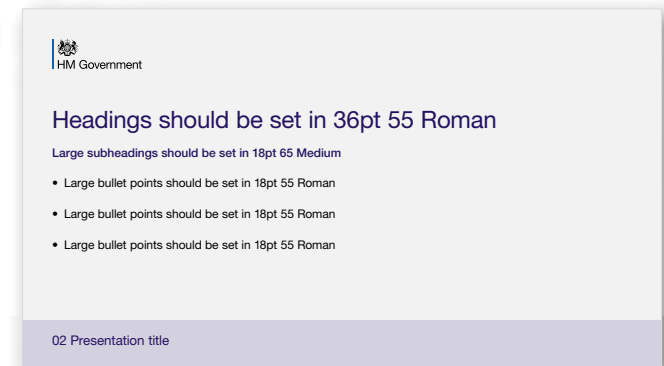 HM Government
Headings should be set in 36pt 55 Roman
Large subheadings should be set in 18pt 65 Medium
• Large bullet points should be set in 18pt 55 Roman
• Large bullet points should be set in 18pt 55 Roman
• Large bullet points should be set in 18pt 55 Roman
02 Presentation title